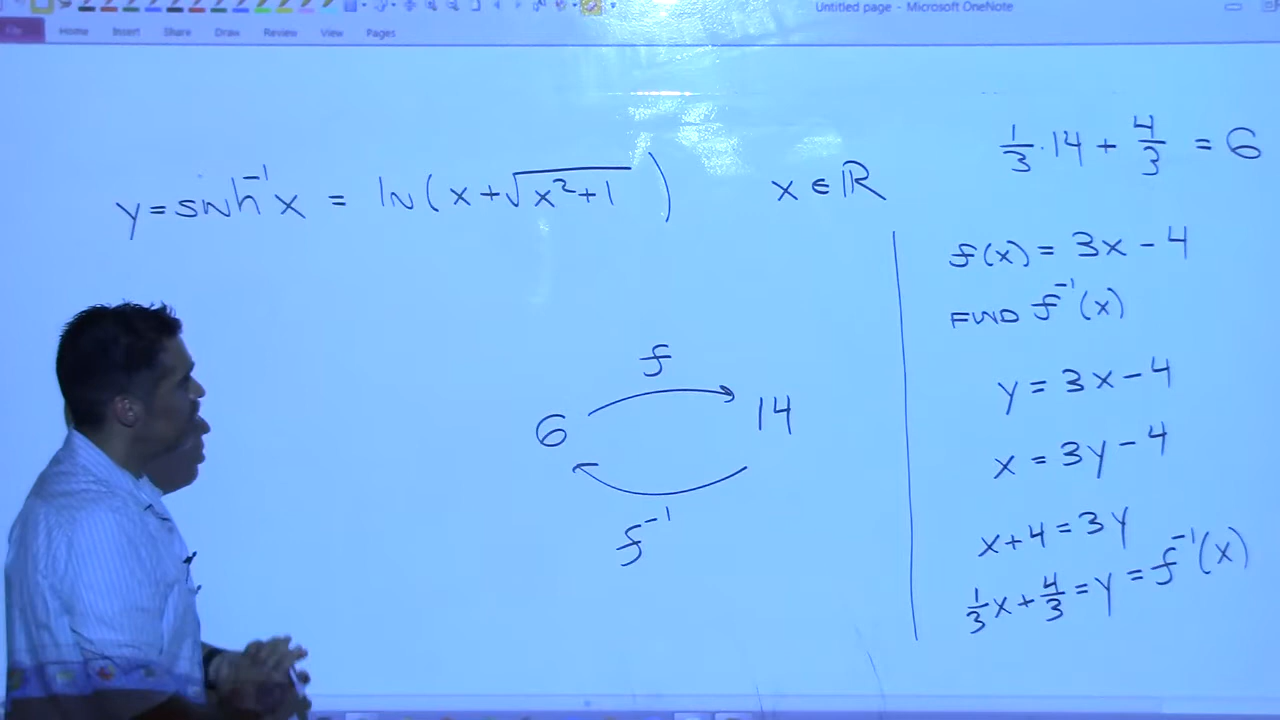 Untitled page - Microsoft OneNote
File Home Insert Share Draw Review View Pages
y = sinh⁻¹x = ln(x + √(x² + 1)) x ∈ ℝ
1/3 · 14 + 4/3 = 6
f(x) = 3x - 4
FIND f⁻¹(x)
y = 3x - 4
x = 3y - 4
x + 4 = 3y
1/3 x + 4/3 = y = f⁻¹(x)
f
6 14
f⁻¹